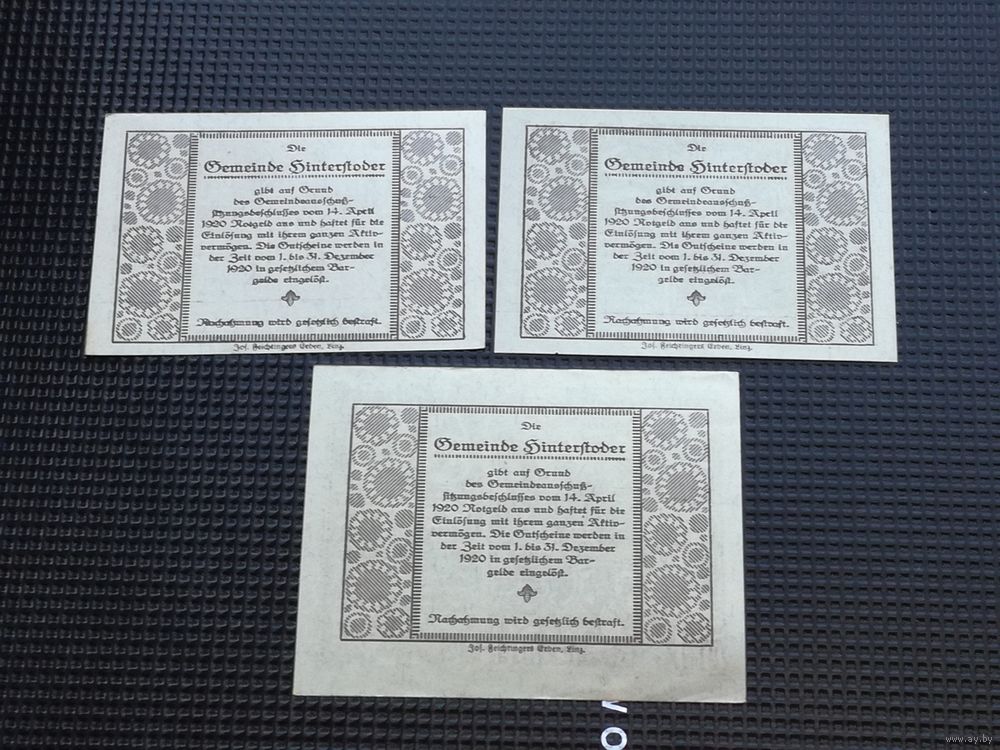 Die
Gemeinde Hinterstoder
gibt auf Grund
des Gemeindeausschuß-
sitzungsbeschlusses vom 14. April
1920 Notgeld aus und haftet für die
Einlösung mit ihrem ganzen Aktiv-
vermögen. Die Gutscheine werden in
der Zeit vom 1. bis 31. Dezember
1920 in gesetzlichem Bar-
gelde eingelöst.
Nachahmung wird gesetzlich bestraft.
Jos. Feichtingers Erben, Linz.
Die
Gemeinde Hinterstoder
gibt auf Grund
des Gemeindeausschuß-
sitzungsbeschlusses vom 14. April
1920 Notgeld aus und haftet für die
Einlösung mit ihrem ganzen Aktiv-
vermögen. Die Gutscheine werden in
der Zeit vom 1. bis 31. Dezember
1920 in gesetzlichem Bar-
gelde eingelöst.
Nachahmung wird gesetzlich bestraft.
Jos. Feichtingers Erben, Linz.
Die
Gemeinde Hinterstoder
gibt auf Grund
des Gemeindeausschuß-
sitzungsbeschlusses vom 14. April
1920 Notgeld aus und haftet für die
Einlösung mit ihrem ganzen Aktiv-
vermögen. Die Gutscheine werden in
der Zeit vom 1. bis 31. Dezember
1920 in gesetzlichem Bar-
gelde eingelöst.
Nachahmung wird gesetzlich bestraft.
Jos. Feichtingers Erben, Linz.
www.ay.by